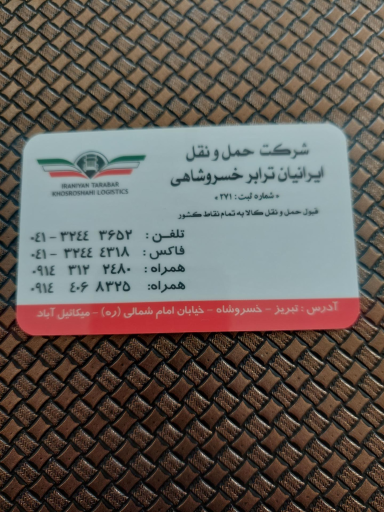 شرکت حمل و نقل
ایرانیان ترابر خسروشاهی
« شماره ثبت : ۲۷۱ »
قبول حمل و نقل کالا به تمام نقاط کشور
IRANIYAN TARABAR
KHOSROSHAHI LOGISTICS
تلفن : ۳۶۵۲ ۳۲۴۴ - ۰۴۱
فاکس : ۴۳۱۸ ۳۲۴۴ - ۰۴۱
همراه : ۲۴۸۰ ۳۱۲ ۰۹۱۴
همراه: ۸۳۲۵ ۴۰۶ ۰۹۱۴
آدرس : تبریز - خسروشاه - خیابان امام شمالی (ره) - میکائیل آباد